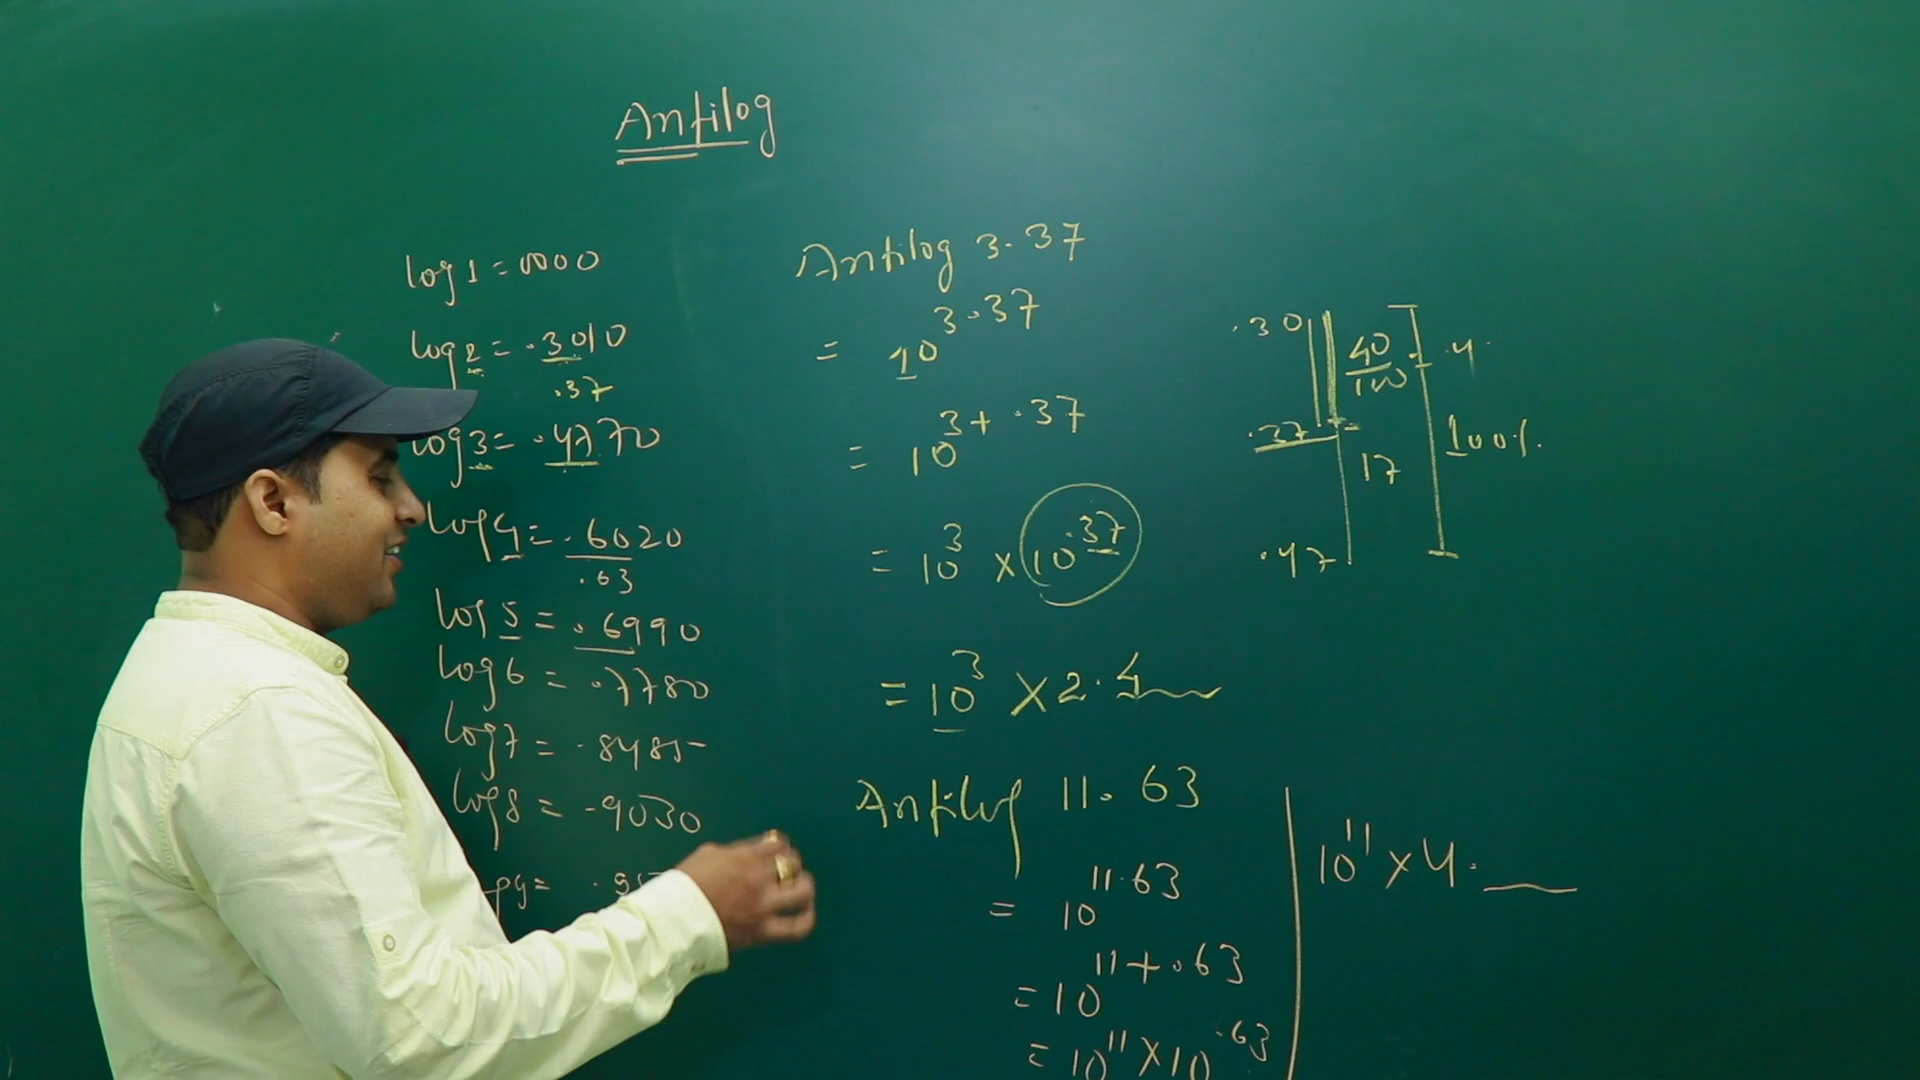 Antilog
log 1 = 0000
log 2 = .3010
.37
log 3 = .4770
log 4 = .6020
.63
log 5 = .6990
log 6 = .7780
log 7 = .845
log 8 = .9030
Antilog 3.37
= 10^3.37
= 10^3+.37
= 10^3 × 10^.37
= 10^3 × 2.4
Antilog 11.63
= 10^11.63
= 10^11+.63
= 10^11 × 10^.63
.30
40/100
.4
.37
17
100%.
.47
10^11 × 4.